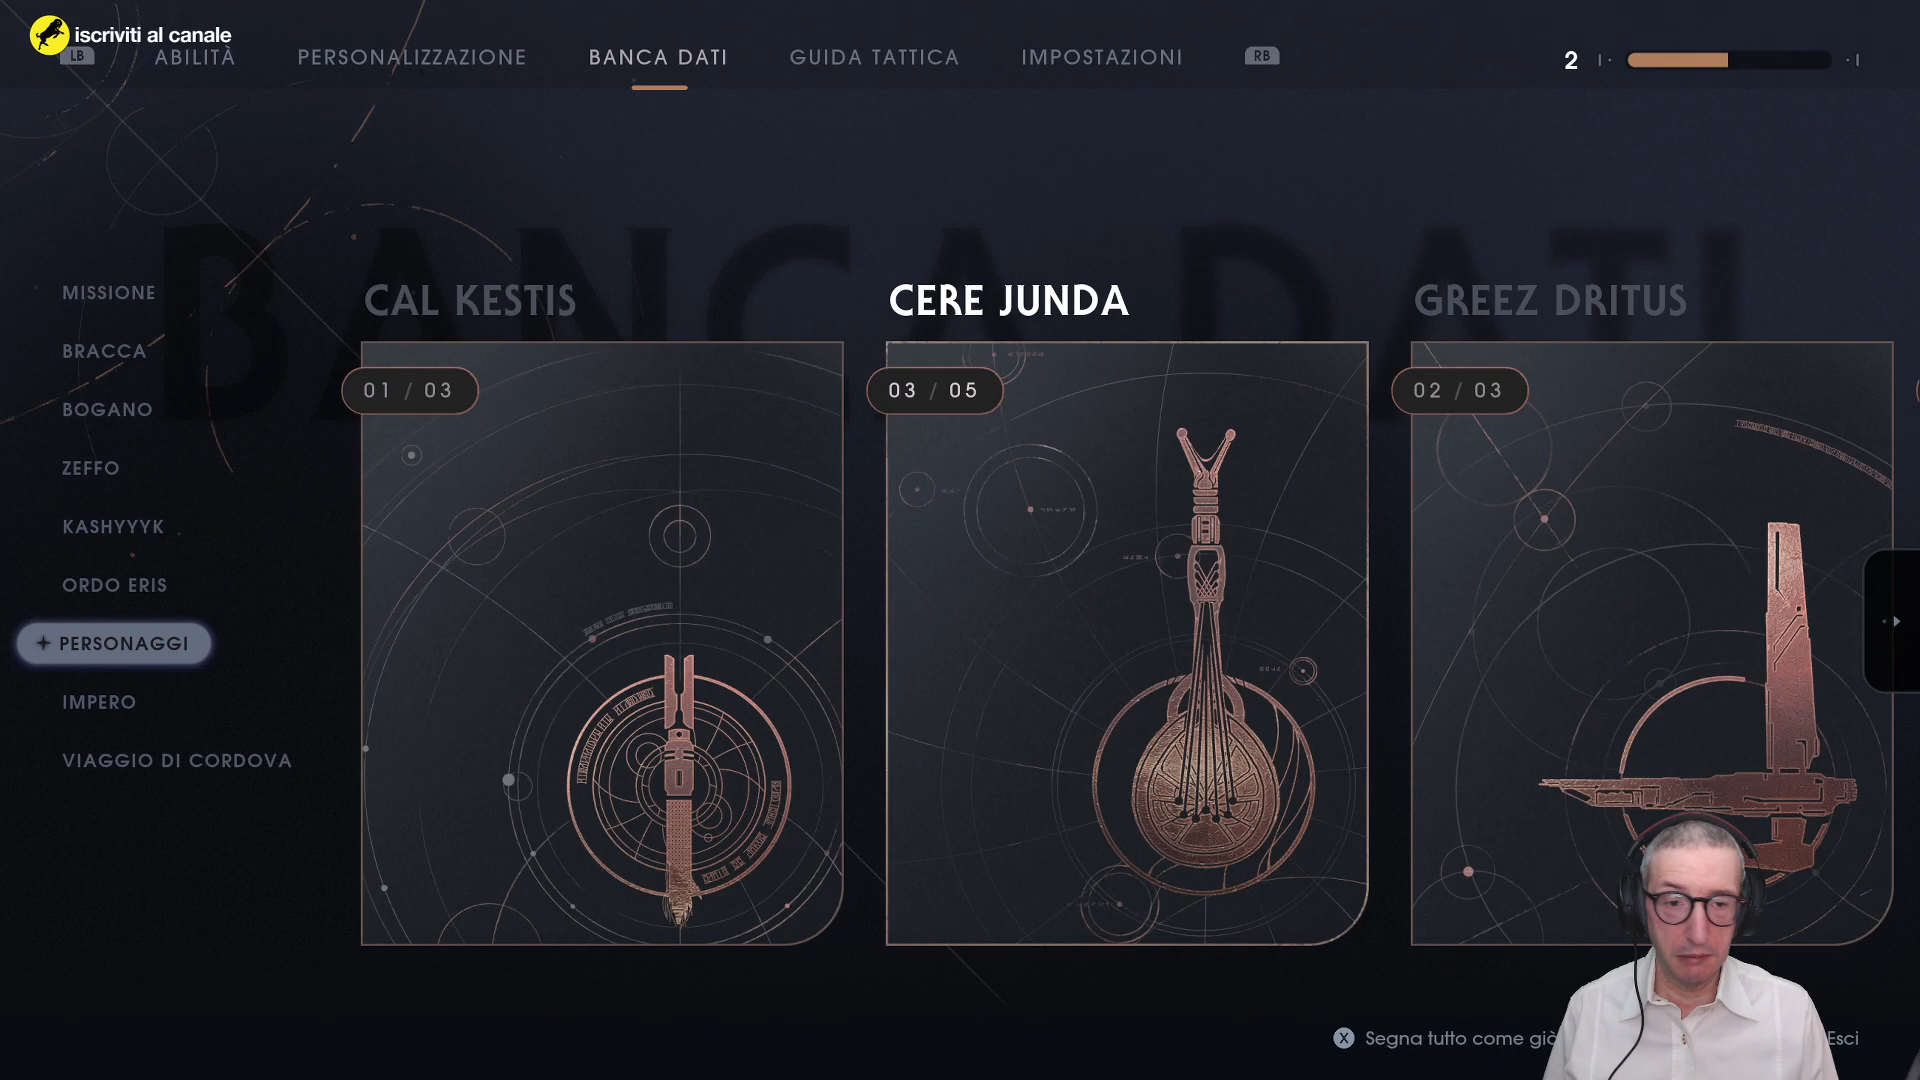 iscriviti al canale
LB ABILITÀ PERSONALIZZAZIONE BANCA DATI GUIDA TATTICA IMPOSTAZIONI RB 2
BANCA DATI
MISSIONE
BRACCA
BOGANO
ZEFFO
KASHYYYK
ORDO ERIS
PERSONAGGI
IMPERO
VIAGGIO DI CORDOVA
CAL KESTIS
01 / 03
CERE JUNDA
03 / 05
GREEZ DRITUS
02 / 03
X Segna tutto come già
Esci